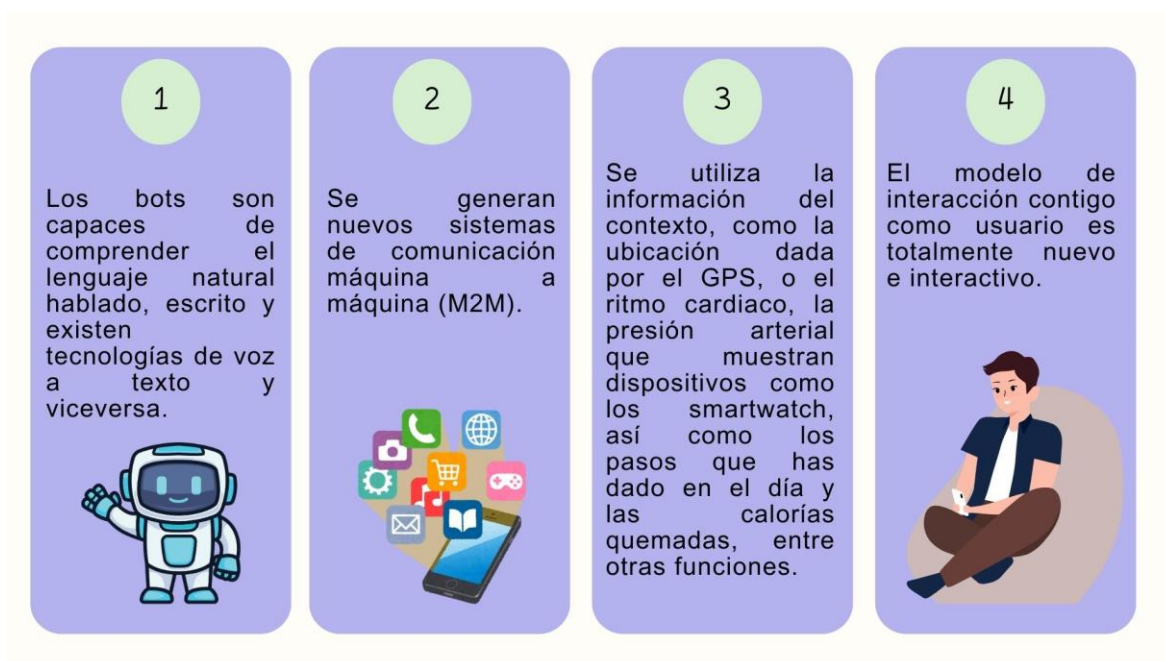 1
Los bots son
capaces de
comprender el
lenguaje natural
hablado, escrito y
existen
tecnologías de voz
a texto y
viceversa.
2
Se generan
nuevos sistemas
de comunicación
máquina a
máquina (M2M).
3
Se utiliza la
información del
contexto, como la
ubicación dada
por el GPS, o el
ritmo cardiaco, la
presión arterial
que muestran
dispositivos como
los smartwatch,
así como los
pasos que has
dado en el día y
las calorías
quemadas, entre
otras funciones.
4
El modelo de
interacción contigo
como usuario es
totalmente nuevo
e interactivo.